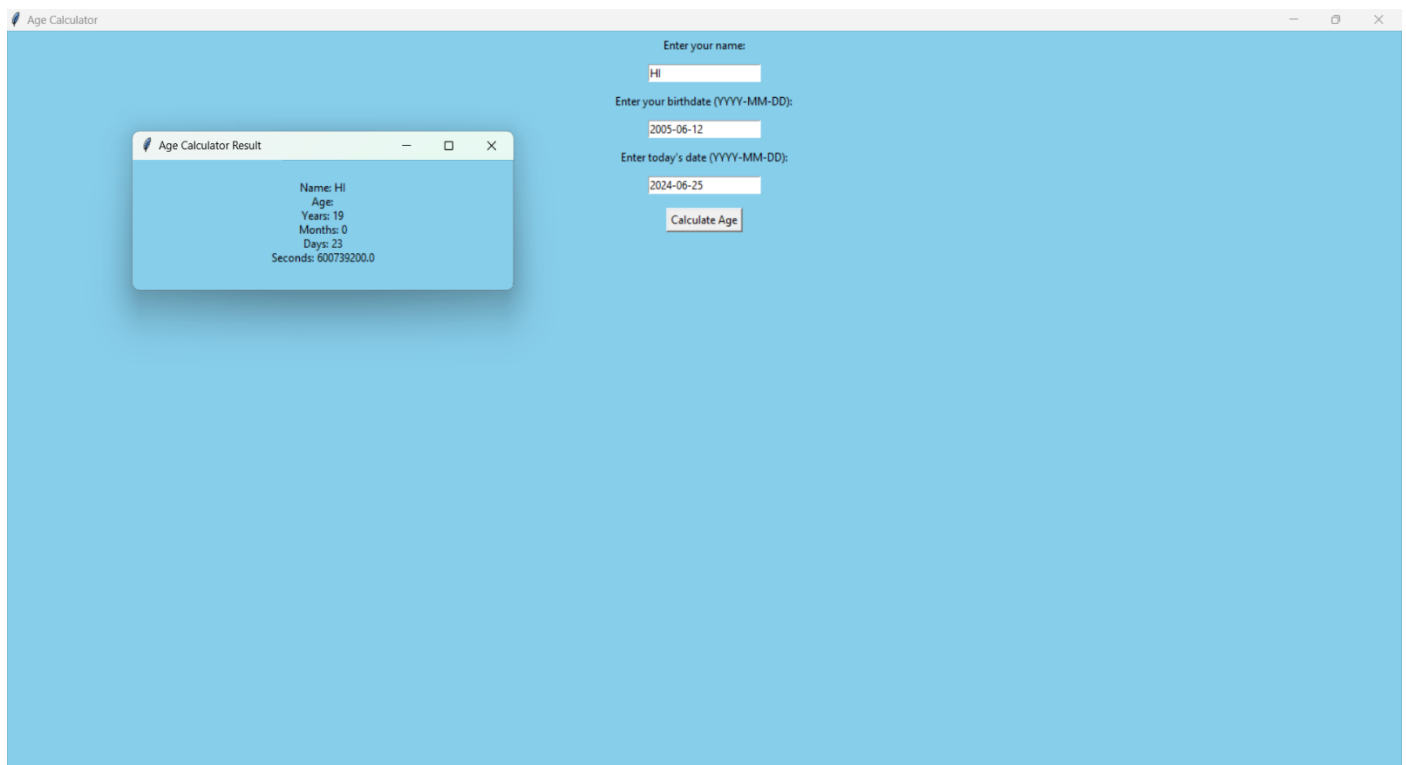 Age Calculator
Enter your name:
HI
Enter your birthdate (YYYY-MM-DD):
2005-06-12
Enter today's date (YYYY-MM-DD):
2024-06-25
Calculate Age
Age Calculator Result
Name: HI
Age:
Years: 19
Months: 0
Days: 23
Seconds: 600739200.0